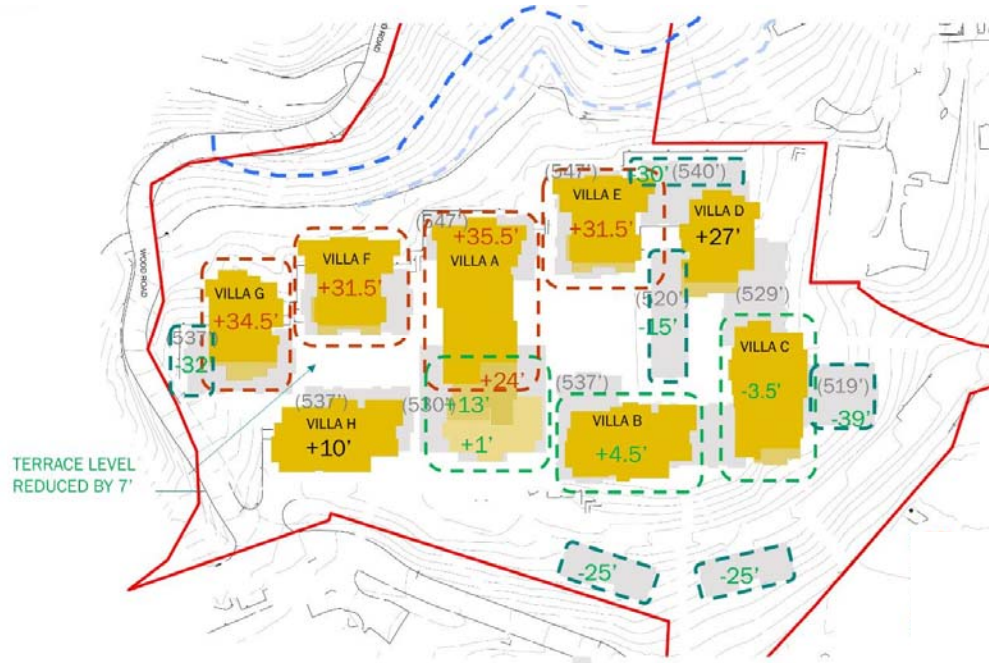 D ROAD
WOOD ROAD
(547')
-30'
(540')
VILLA E
+31.5'
VILLA D
+27'
(547')
+35.5'
VILLA A
VILLA F
+31.5'
VILLA G
+34.5'
(537')
-32'
(520')
-15'
(529')
VILLA C
-3.5'
(519')
-39'
+24'
(537')
(530')
+13'
+1'
(537')
VILLA H
+10'
VILLA B
+4.5'
TERRACE LEVEL
REDUCED BY 7'
-25'
-25'